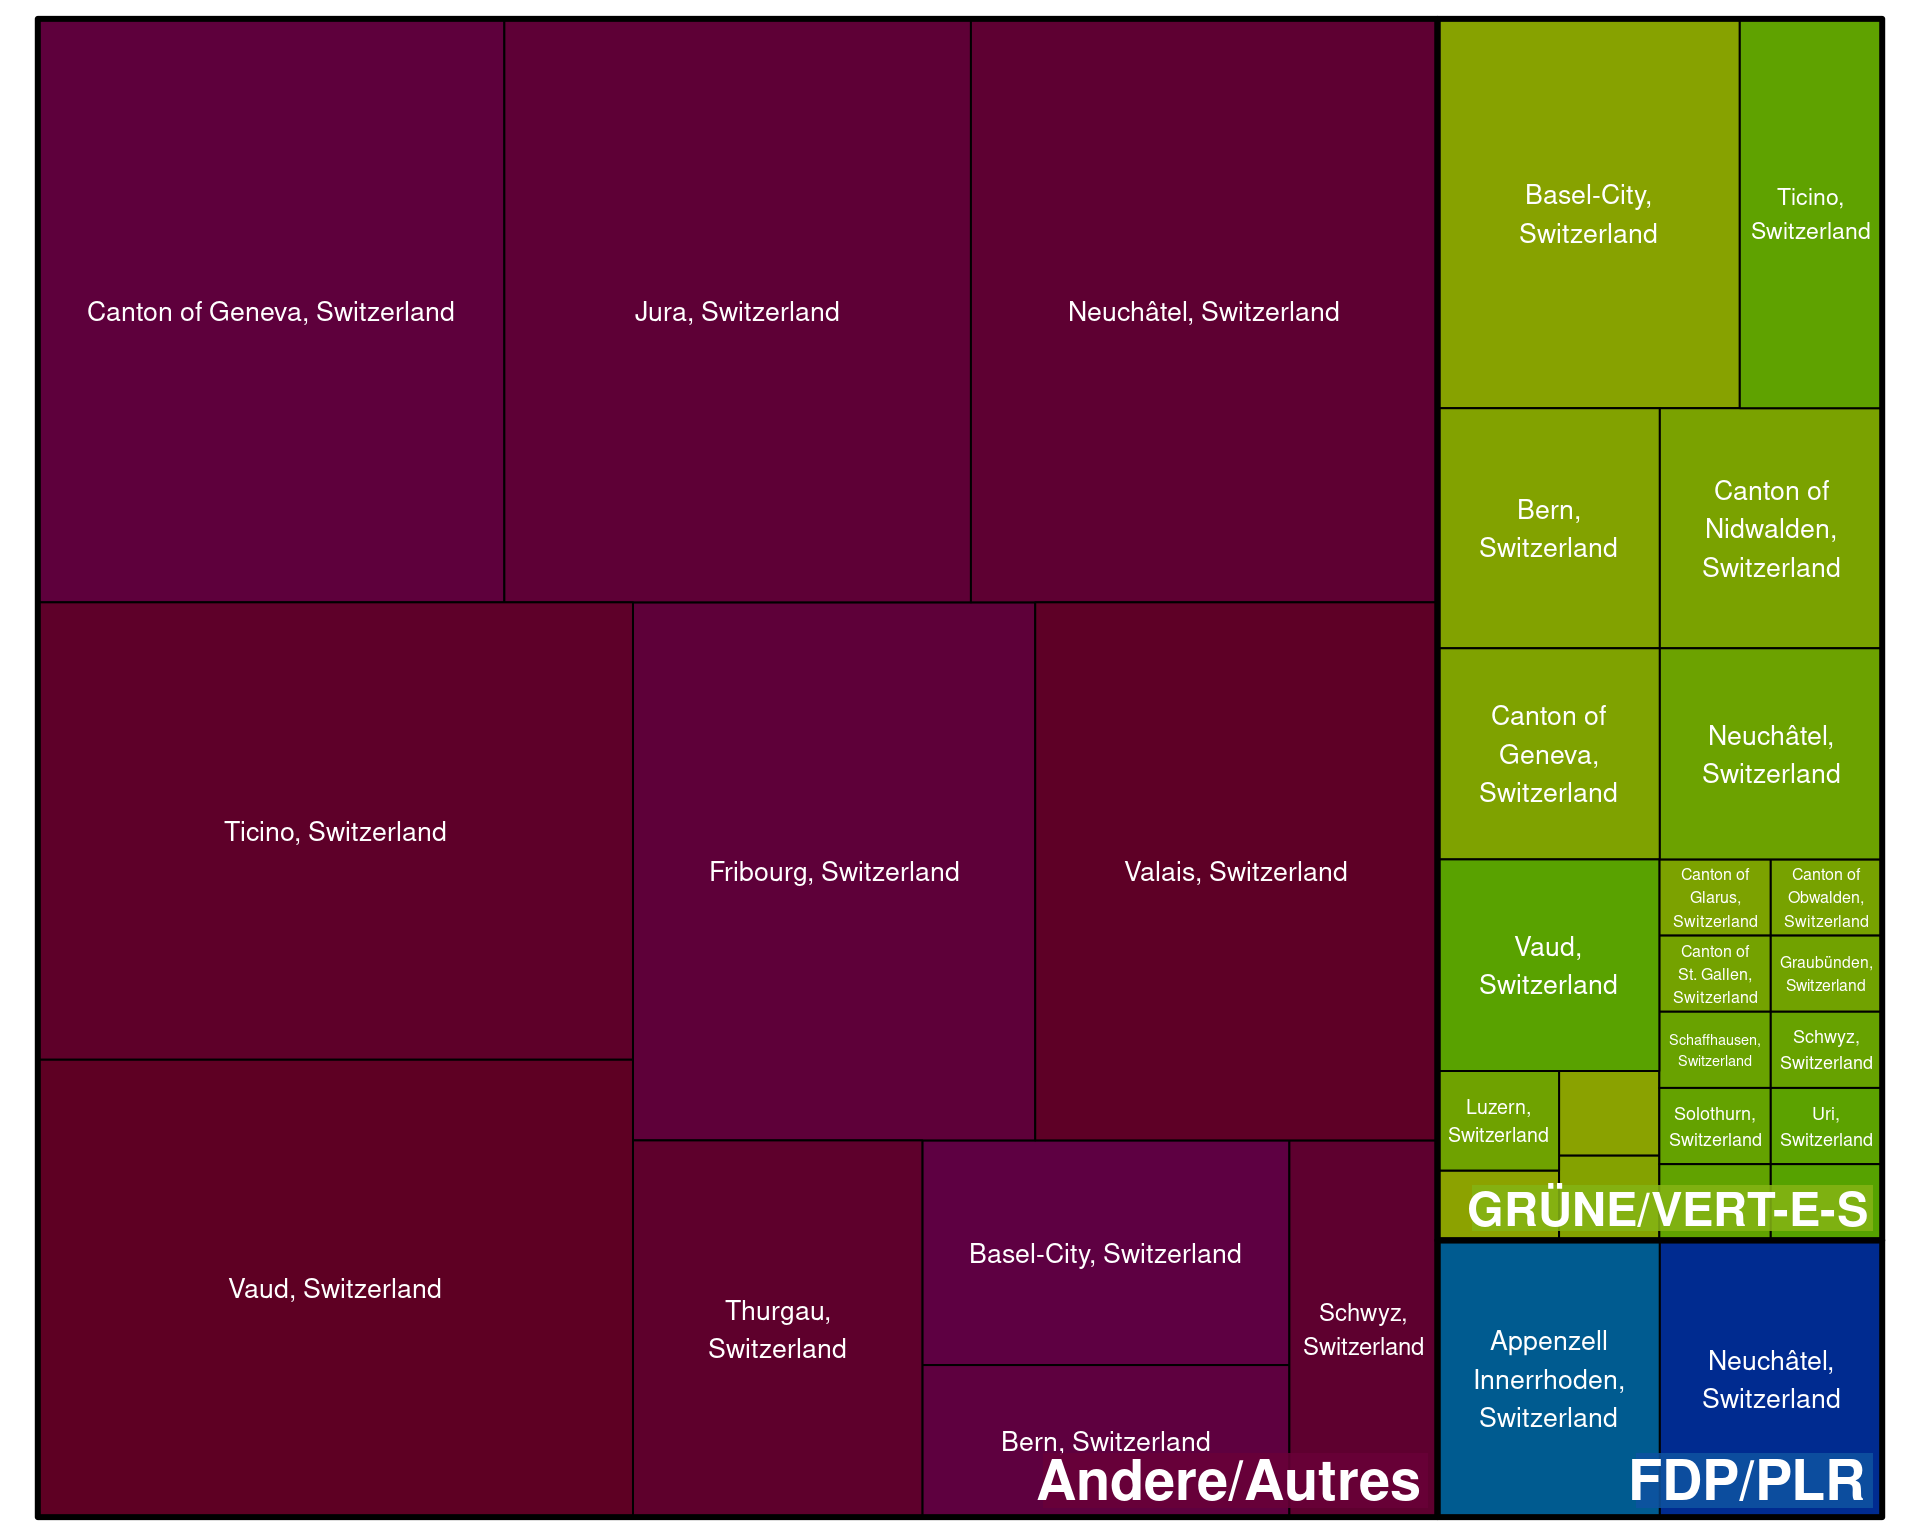 Canton of Geneva, Switzerland
Jura, Switzerland
Neuchâtel, Switzerland
Ticino, Switzerland
Fribourg, Switzerland
Valais, Switzerland
Vaud, Switzerland
Thurgau,
Switzerland
Basel-City, Switzerland
Bern, Switzerland
Schwyz,
Switzerland
Andere/Autres
Basel-City,
Switzerland
Ticino,
Switzerland
Bern,
Switzerland
Canton of
Nidwalden,
Switzerland
Canton of
Geneva,
Switzerland
Neuchâtel,
Switzerland
Vaud,
Switzerland
Canton of
Glarus,
Switzerland
Canton of
Obwalden,
Switzerland
Canton of
St. Gallen,
Switzerland
Graubünden,
Switzerland
Schaffhausen,
Switzerland
Schwyz,
Switzerland
Luzern,
Switzerland
Solothurn,
Switzerland
Uri,
Switzerland
GRÜNE/VERT-E-S
Appenzell
Innerrhoden,
Switzerland
Neuchâtel,
Switzerland
FDP/PLR